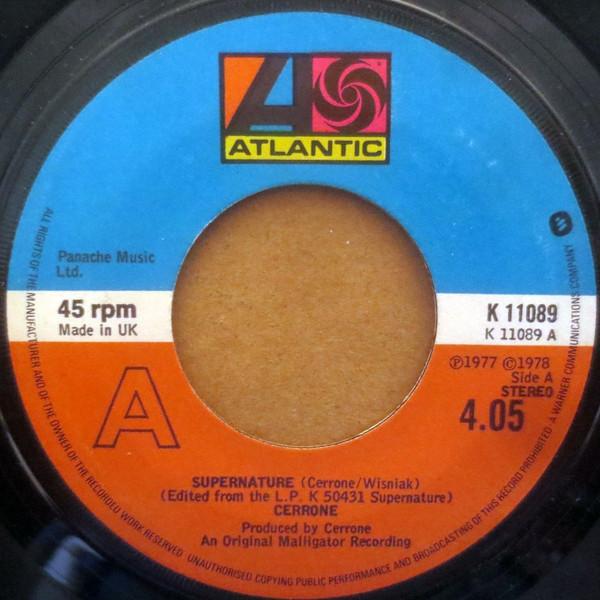 ATLANTIC
Panache Music
Ltd.
45 rpm
Made in UK
K 11089
K 11089 A
℗1977 ©1978
Side A
STEREO
4.05
A
SUPERNATURE (Cerrone/Wisniak)
(Edited from the L.P. K 50431 Supernature)
CERRONE
Produced by Cerrone
An Original Malligator Recording
ALL RIGHTS OF THE MANUFACTURER AND OF THE OWNER OF THE RECORDED WORK RESERVED UNAUTHORISED COPYING PUBLIC PERFORMANCE AND BROADCASTING OF THIS RECORD PROHIBITED A WARNER COMMUNICATIONS COMPANY